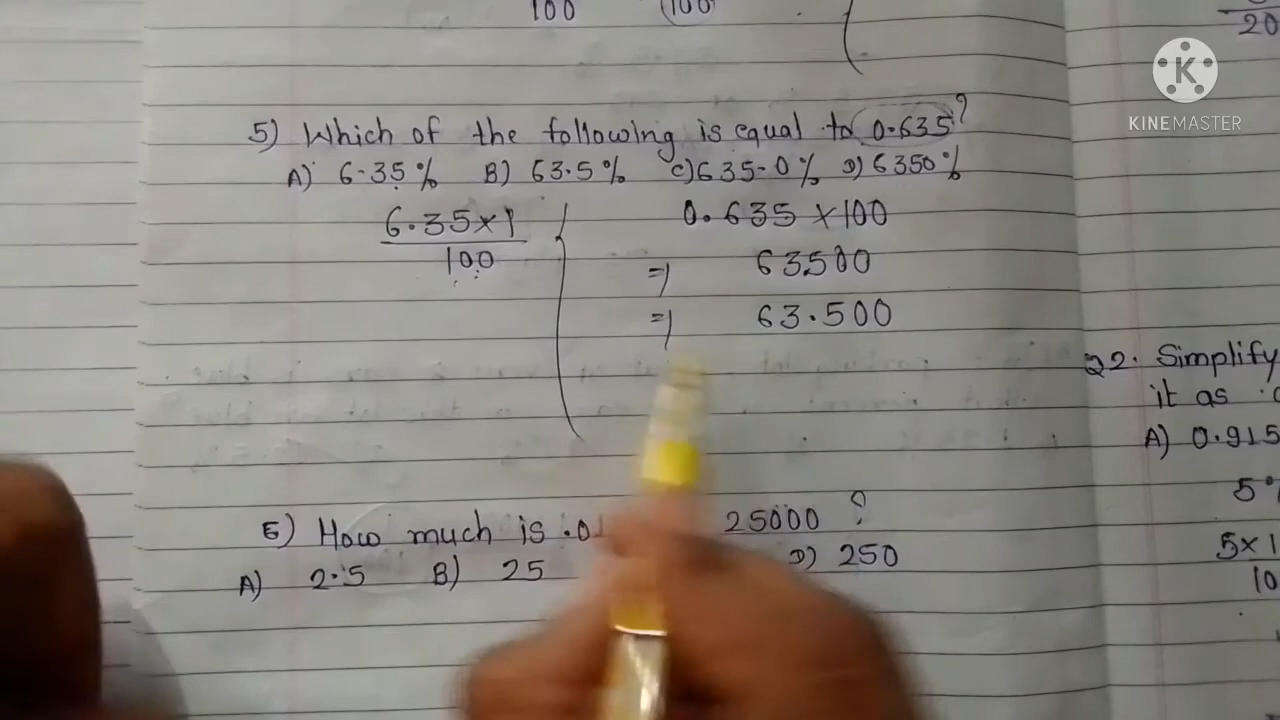 100 100
20
KINEMASTER
5) Which of the following is equal to 0.635?
A) 6.35% B) 63.5% C) 635.0% D) 6350%
6.35×1
100
0.635 ×100
⇒ 63500
⇒ 63.500
6) How much is .01 25000 ?
A) 2.5 B) 25 D) 250
Q2. Simplify
it as
A) 0.915
5%
5×1
10